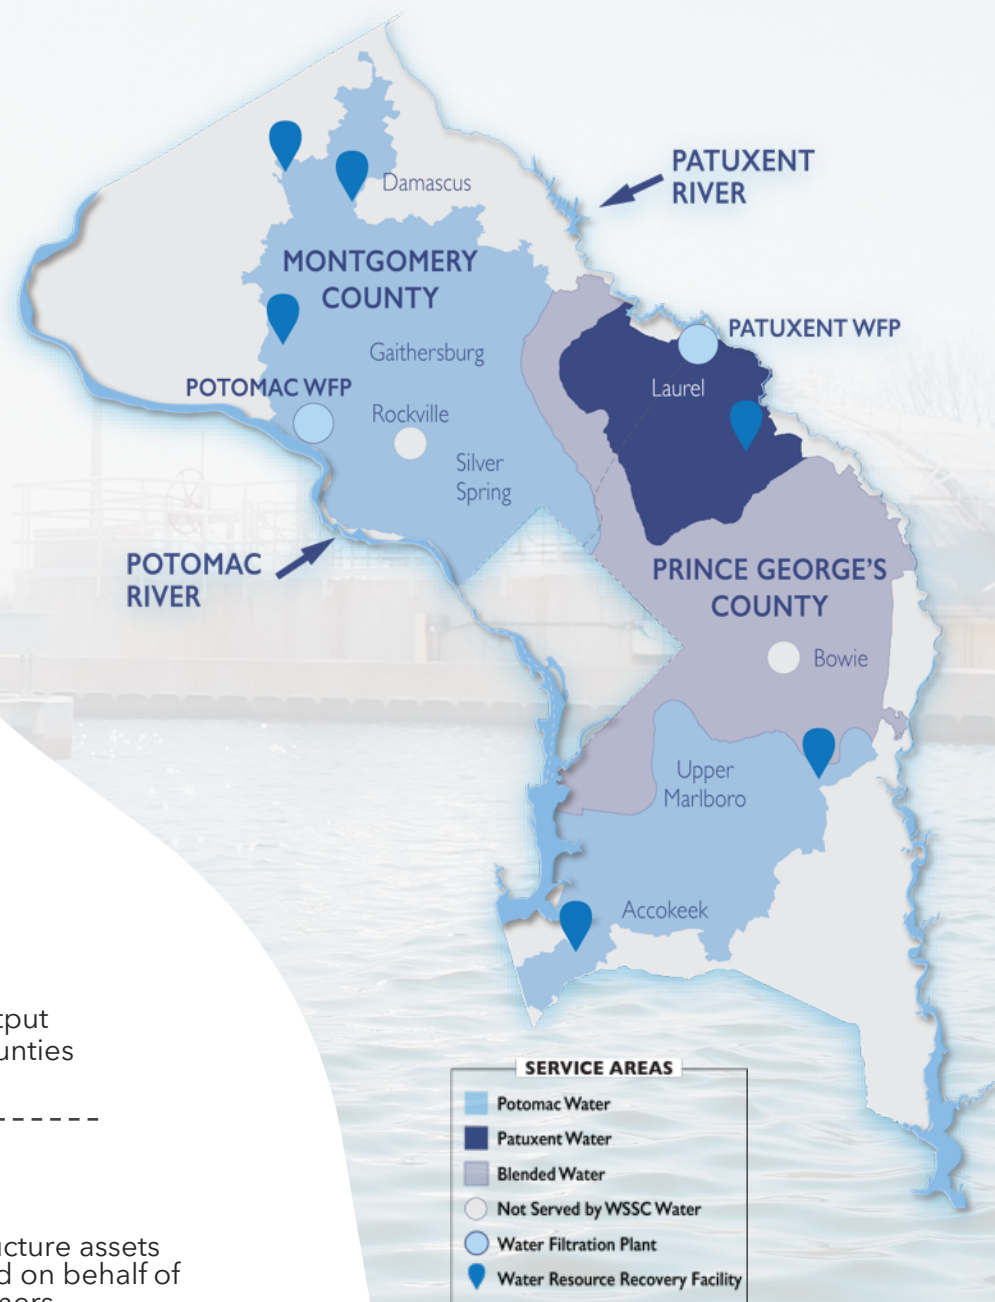 PATUXENT
RIVER
Damascus
MONTGOMERY
COUNTY
PATUXENT WFP
Gaithersburg
POTOMAC WFP
Laurel
Rockville
Silver
Spring
POTOMAC
RIVER
PRINCE GEORGE'S
COUNTY
Bowie
Upper
Marlboro
Accokeek
SERVICE AREAS
Potomac Water
Patuxent Water
Blended Water
Not Served by WSSC Water
Water Filtration Plant
Water Resource Recovery Facility
tput
unties
ucture assets
d on behalf of